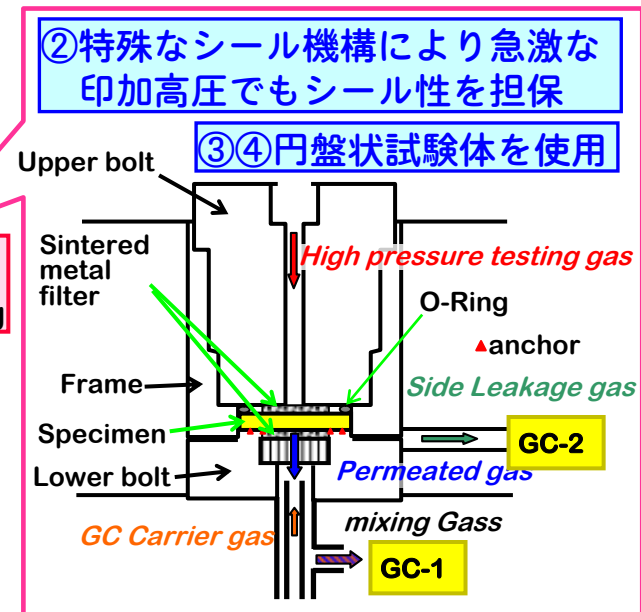 ②特殊なシール機構により急激な
印加高圧でもシール性を担保
③④円盤状試験体を使用
Upper bolt
Sintered
metal
filter
High pressure testing gas
O-Ring
▲anchor
Frame
Side Leakage gas
Specimen
GC-2
Lower bolt
Permeated gas
GC Carrier gas
mixing Gass
GC-1